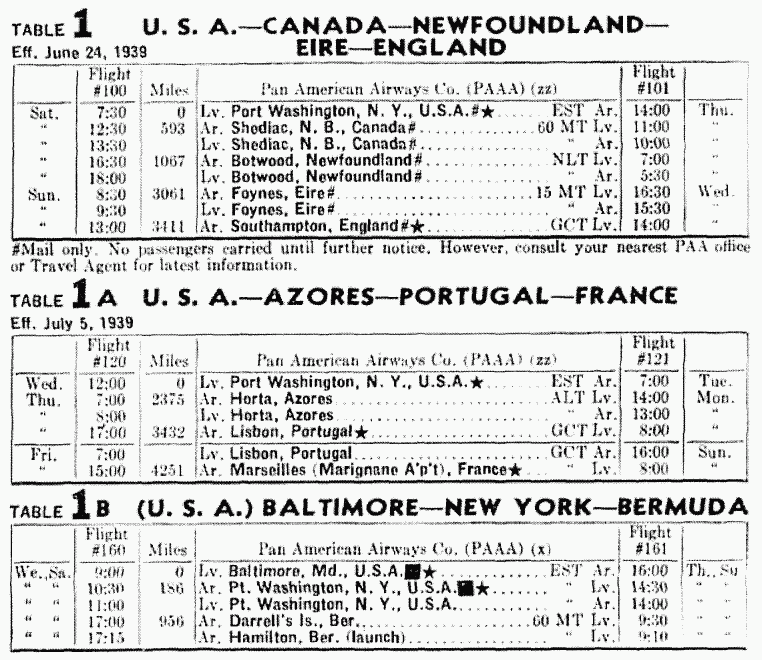 TABLE 1 U. S. A.—CANADA—NEWFOUNDLAND—
Eff. June 24, 1939 EIRE—ENGLAND
Flight Flight
#100 Miles Pan American Airways Co. (PAAA) (zz) #101
Sat. 7:30 0 Lv. Port Washington, N. Y., U.S.A.#★ EST Ar. 14:00 Thu.
" 12:30 593 Ar. Shediac, N. B., Canada# 60 MT Lv. 11:00 "
" 13:30 Lv. Shediac, N. B., Canada# " Ar. 10:00 "
" 16:30 1067 Ar. Botwood, Newfoundland# NLT Lv. 7:00 "
" 18:00 Lv. Botwood, Newfoundland# " Ar. 5:30 "
Sun. 8:30 3061 Ar. Foynes, Eire# 15 MT Lv. 16:30 Wed.
" 9:30 Lv. Foynes, Eire# " Ar. 15:30 "
" 13:00 3411 Ar. Southampton, England#★ GCT Lv. 14:00 "
#Mail only. No passengers carried until further notice. However, consult your nearest PAA office
or Travel Agent for latest information.
TABLE 1A U. S. A.—AZORES—PORTUGAL—FRANCE
Eff. July 5, 1939
Flight Flight
#120 Miles Pan American Airways Co. (PAAA) (zz) #121
Wed. 12:00 0 Lv. Port Washington, N. Y., U.S.A.★ EST Ar. 7:00 Tue.
Thu. 7:00 2375 Ar. Horta, Azores ALT Lv. 14:00 Mon.
" 8:00 Lv. Horta, Azores " Ar. 13:00 "
" 17:00 3432 Ar. Lisbon, Portugal★ GCT Lv. 8:00 "
Fri. 7:00 Lv. Lisbon, Portugal GCT Ar. 16:00 Sun.
" 15:00 4251 Ar. Marseilles (Marignane A'p't), France★ " Lv. 8:00 "
TABLE 1B (U. S. A.) BALTIMORE—NEW YORK—BERMUDA
Flight Flight
#160 Miles Pan American Airways Co. (PAAA) (x) #161
We., Sa. 9:00 0 Lv. Baltimore, Md., U.S.A.■★ EST Ar. 16:00 Th., Su
" " 10:30 186 Ar. Pt. Washington, N. Y., U.S.A.■★ " Lv. 14:30 " "
" " 11:00 Lv. Pt. Washington, N. Y., U.S.A. " Ar. 14:00 " "
" " 17:00 956 Ar. Darrell's Is., Ber. 60 MT Lv. 9:30 " "
" " 17:15 Ar. Hamilton, Ber. (launch) " Lv. 9:10 " "